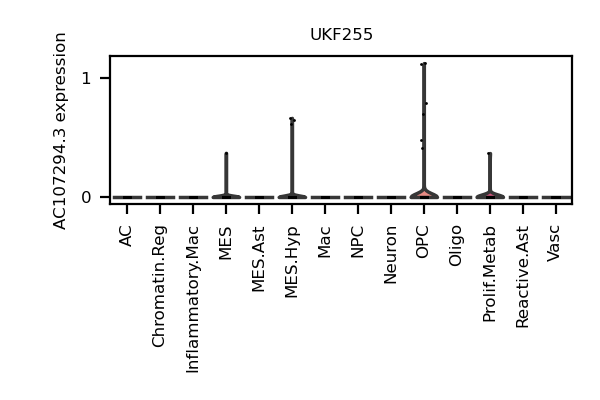 UKF255
AC107294.3 expression
1
0
AC
Chromatin.Reg
Inflammatory.Mac
MES
MES.Ast
MES.Hyp
Mac
NPC
Neuron
OPC
Oligo
Prolif.Metab
Reactive.Ast
Vasc